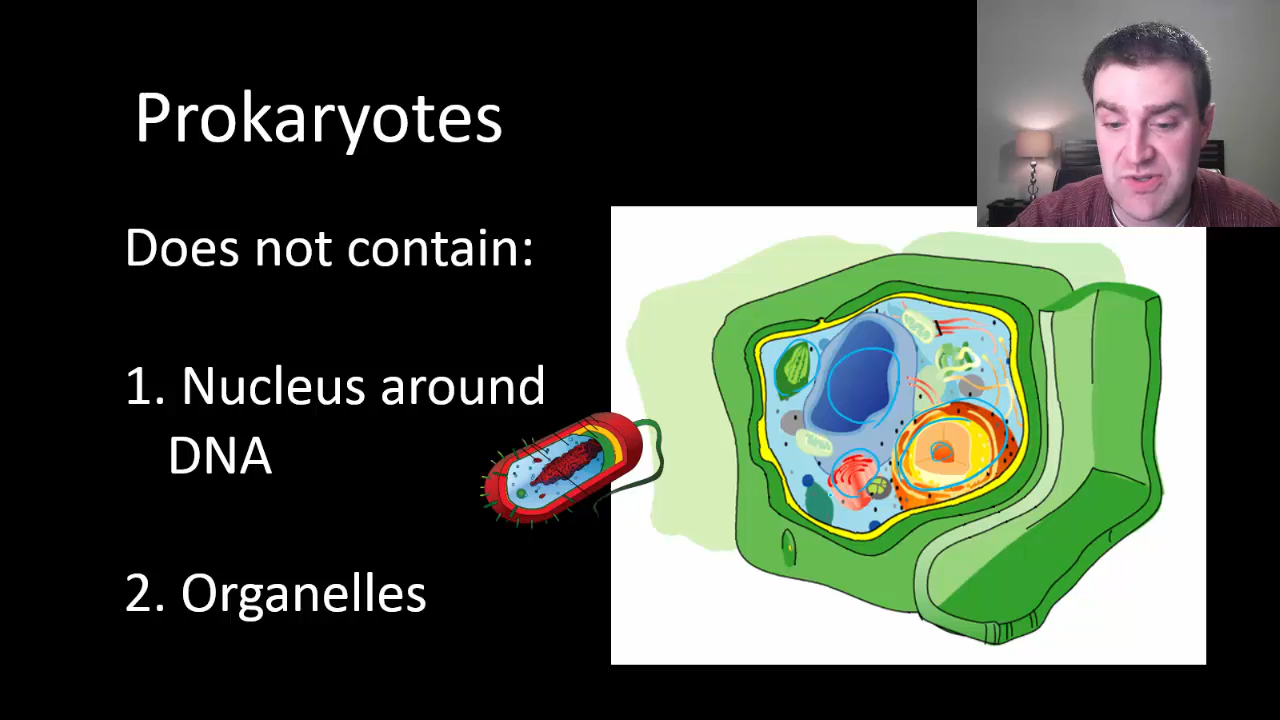 Prokaryotes
Does not contain:
1. Nucleus around
DNA
2. Organelles